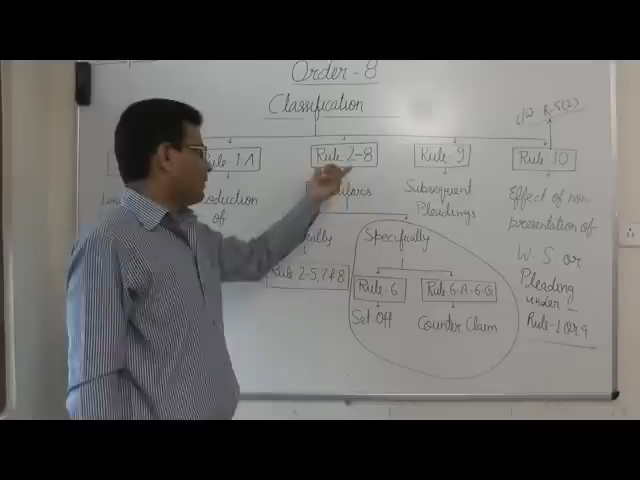 Order-8
Classification
r/w R-5(2)
Rule 1A
Rule 2-8
Rule 9
Rule 10
Production
of
Subsequent
Pleadings
Effect of non
presentation of
W S or
Pleading
under -
Rule-1 or 9
Specifically
Rule 2-5, 7 & 8
Rule-6
Rule 6-A-6-G
Set Off
Counter Claim